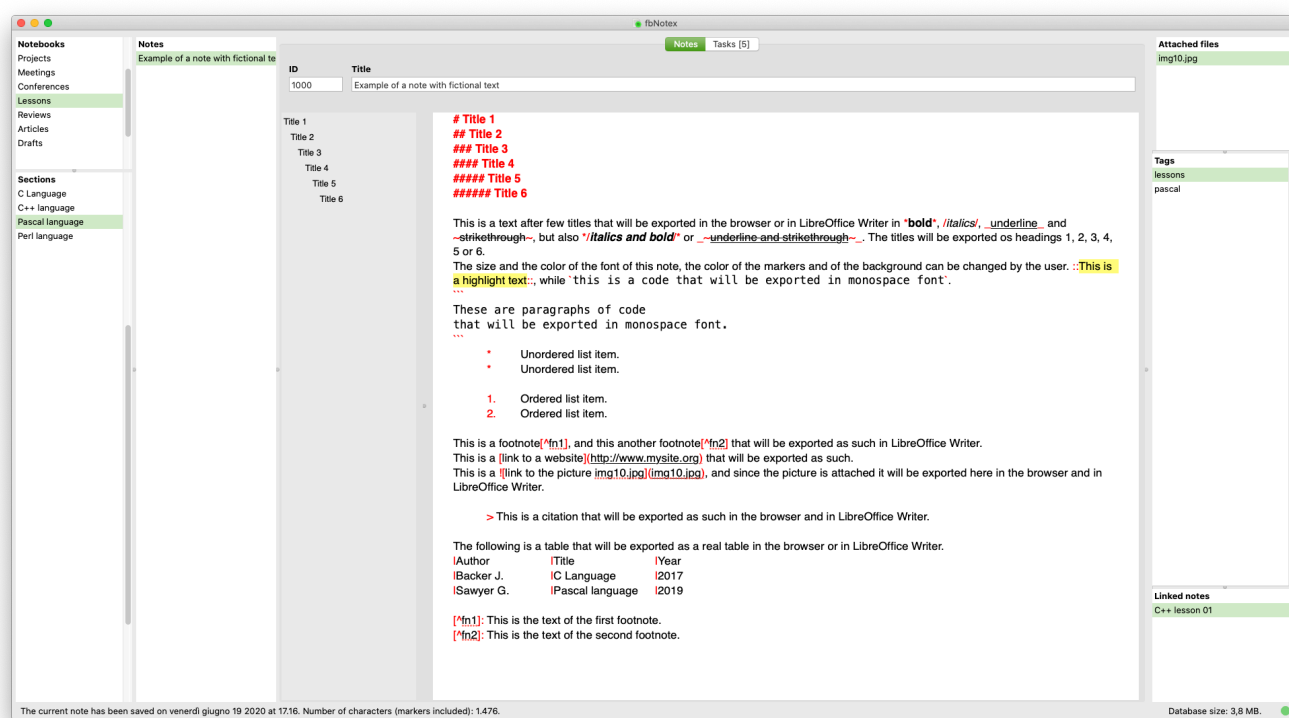 fbNotex
Notebooks
Projects
Meetings
Conferences
Lessons
Reviews
Articles
Drafts
Sections
C Language
C++ language
Pascal language
Perl language
Notes
Example of a note with fictional te
Notes Tasks [5]
ID Title
1000 Example of a note with fictional text
Title 1
Title 2
Title 3
Title 4
Title 5
Title 6
# Title 1
## Title 2
### Title 3
#### Title 4
##### Title 5
###### Title 6
This is a text after few titles that will be exported in the browser or in LibreOffice Writer in *bold*, /italics/, _underline_ and
~strikethrough~, but also */italics and bold/* or _~underline and strikethrough~_. The titles will be exported os headings 1, 2, 3, 4,
5 or 6.
The size and the color of the font of this note, the color of the markers and of the background can be changed by the user. ::This is
a highlight text::, while `this is a code that will be exported in monospace font`.
```
These are paragraphs of code
that will be exported in monospace font.
```
* Unordered list item.
* Unordered list item.
1. Ordered list item.
2. Ordered list item.
This is a footnote[^fn1], and this another footnote[^fn2] that will be exported as such in LibreOffice Writer.
This is a [link to a website](http://www.mysite.org) that will be exported as such.
This is a ![link to the picture img10.jpg](img10.jpg), and since the picture is attached it will be exported here in the browser and in
LibreOffice Writer.
> This is a citation that will be exported as such in the browser and in LibreOffice Writer.
The following is a table that will be exported as a real table in the browser or in LibreOffice Writer.
|Author |Title |Year
|Backer J. |C Language |2017
|Sawyer G. |Pascal language |2019
[^fn1]: This is the text of the first footnote.
[^fn2]: This is the text of the second footnote.
Attached files
img10.jpg
Tags
lessons
pascal
Linked notes
C++ lesson 01
The current note has been saved on venerdì giugno 19 2020 at 17.16. Number of characters (markers included): 1.476.
Database size: 3,8 MB.